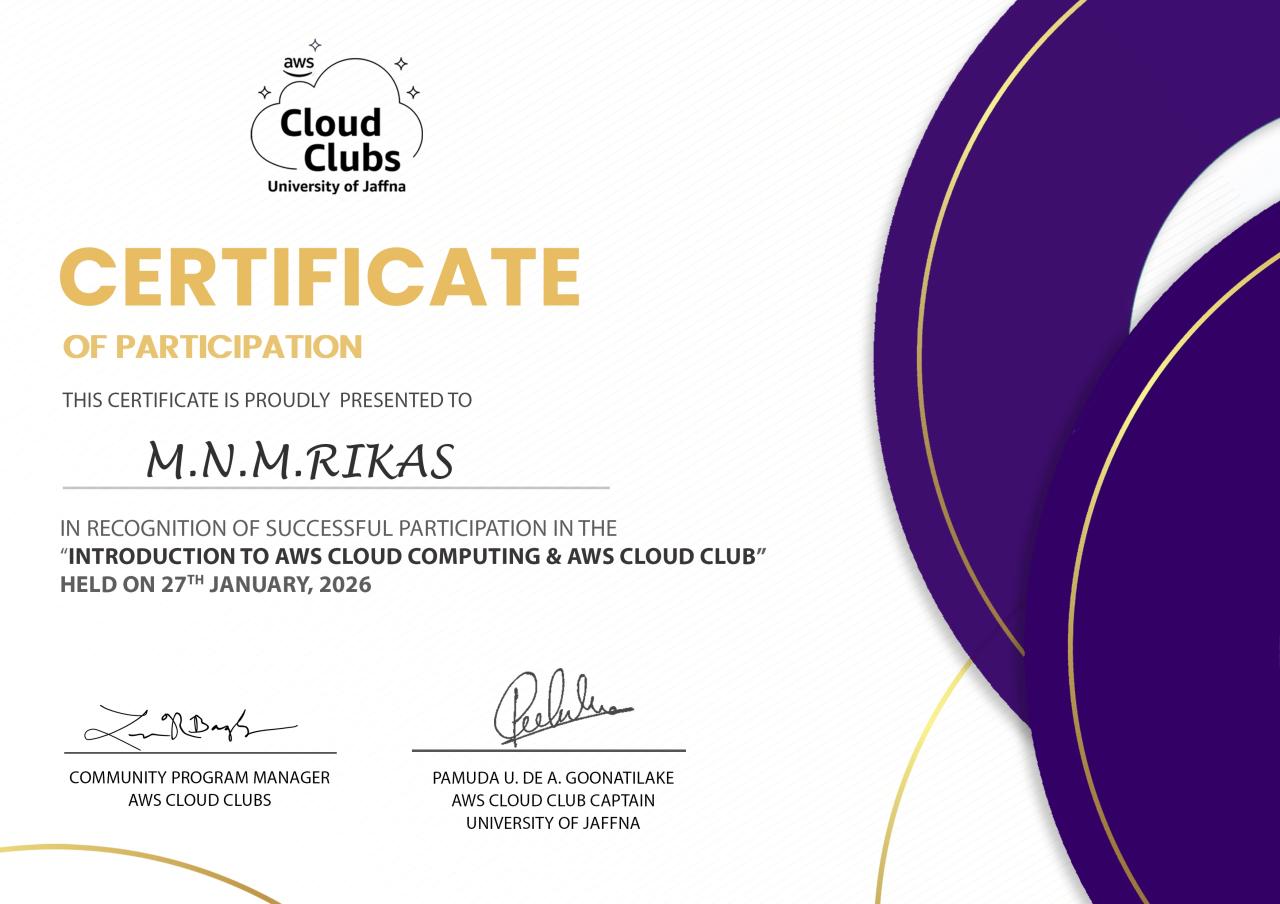 aws
Cloud
Clubs
University of Jaffna
CERTIFICATE
OF PARTICIPATION
THIS CERTIFICATE IS PROUDLY PRESENTED TO
M.N.M.RIKAS
IN RECOGNITION OF SUCCESSFUL PARTICIPATION IN THE
“INTRODUCTION TO AWS CLOUD COMPUTING & AWS CLOUD CLUB”
HELD ON 27TH JANUARY, 2026
COMMUNITY PROGRAM MANAGER
AWS CLOUD CLUBS
PAMUDA U. DE A. GOONATILAKE
AWS CLOUD CLUB CAPTAIN
UNIVERSITY OF JAFFNA